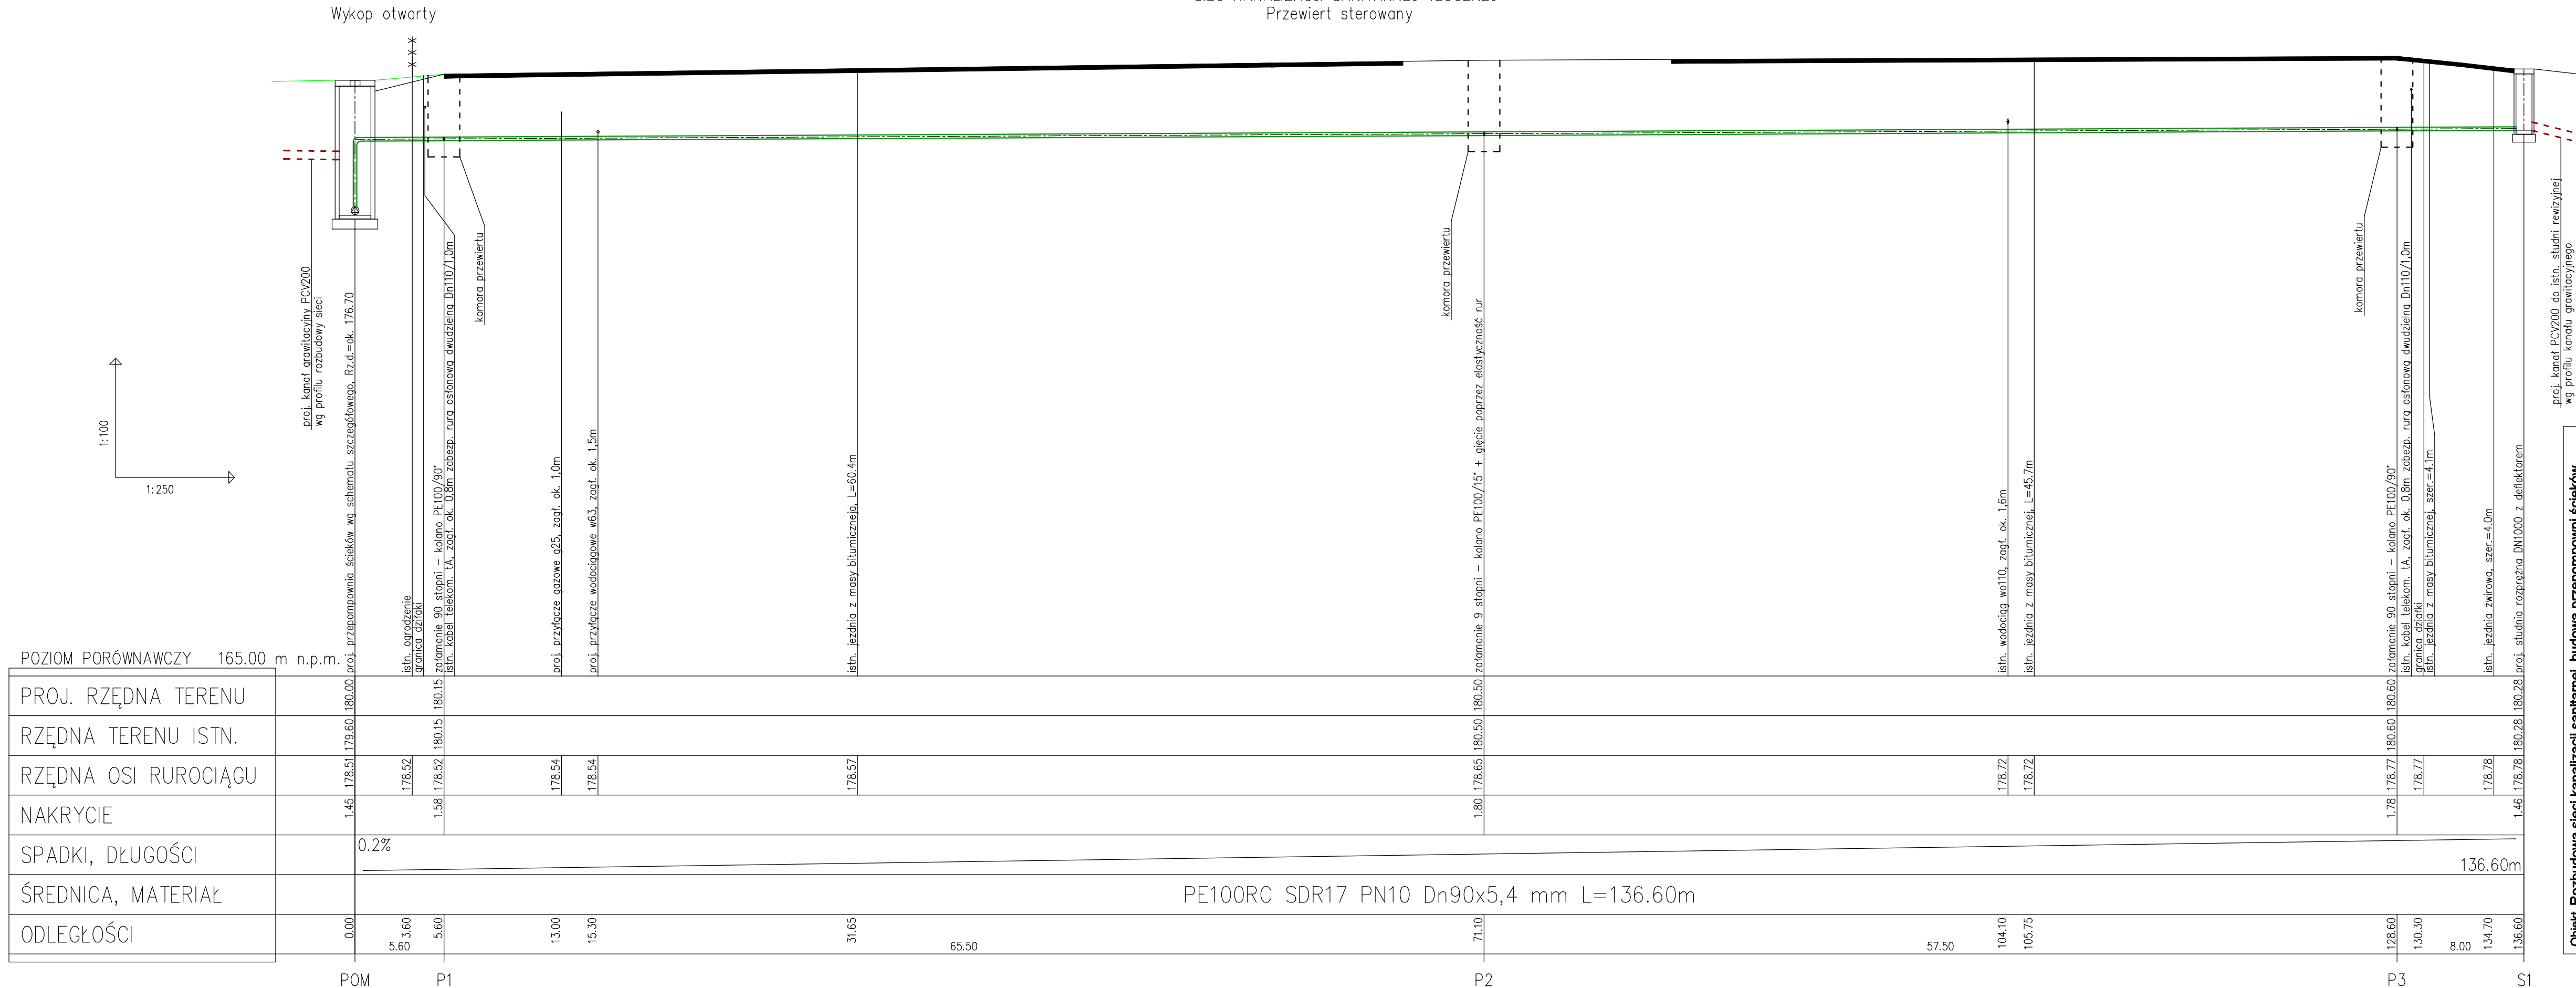 Wykop otwarty
Przewiert sterowany
proj. kanał grawitacyjny PCV200
wg profilu rozbudowy sieci
proj. przepompownia ścieków wg schematu szczegółowego, Rz.d.=ok. 176.70
istn. ogrodzenie
granica działki
załamanie 90 stopni – kolano PE100/90°
istn. kabel telekom. tA, zagł. ok. 0,8m zabezp. rurą osłonową dwudzielną Dn110/1,0m
komora przewiertu
proj. przyłącze gazowe g25, zagł. ok. 1,0m
proj. przyłącze wodociągowe w63, zagł. ok. 1,5m
istn. jezdnia z masy bitumicznej, L=60.4m
komora przewiertu
załamanie 9 stopni – kolano PE100/15° + gięcie poprzez elastyczność rur
istn. wodociąg wo110, zagł. ok. 1,6m
istn. jezdnia z masy bitumicznej, L=45.7m
komora przewiertu
załamanie 90 stopni – kolano PE100/90°
istn. kabel telekom. tA, zagł. ok. 0,8m zabezp. rurą osłonową dwudzielną Dn110/1,0m
granica działki
istn. jezdnia z masy bitumicznej, szer.=4.1m
istn. jezdnia żwirowa, szer.=4.0m
proj. studnia rozprężna DN1000 z deflektorem
proj. kanał PCV200 do istn. studni rewizyjnej
wg profilu kanału grawitacyjnego
1:100
1:250
POZIOM PORÓWNAWCZY 165.00 m n.p.m.
PROJ. RZĘDNA TERENU 180.00 180.15 180.50 180.60 180.28
RZĘDNA TERENU ISTN. 179.60 180.15 180.50 180.60 180.28
RZĘDNA OSI RUROCIĄGU 178.51 178.52 178.52 178.54 178.54 178.57 178.65 178.72 178.72 178.77 178.77 178.78 178.78
NAKRYCIE 1.45 1.58 1.80 1.78 1.46
SPADKI, DŁUGOŚCI 0.2% 136.60m
ŚREDNICA, MATERIAŁ PE100RC SDR17 PN10 Dn90x5,4 mm L=136.60m
ODLEGŁOŚCI 0.00 3.60 5.60 13.00 15.30 31.65 71.10 104.10 105.75 128.60 130.30 134.70 136.60
5.60 65.50 57.50 8.00
POM P1 P2 P3 S1